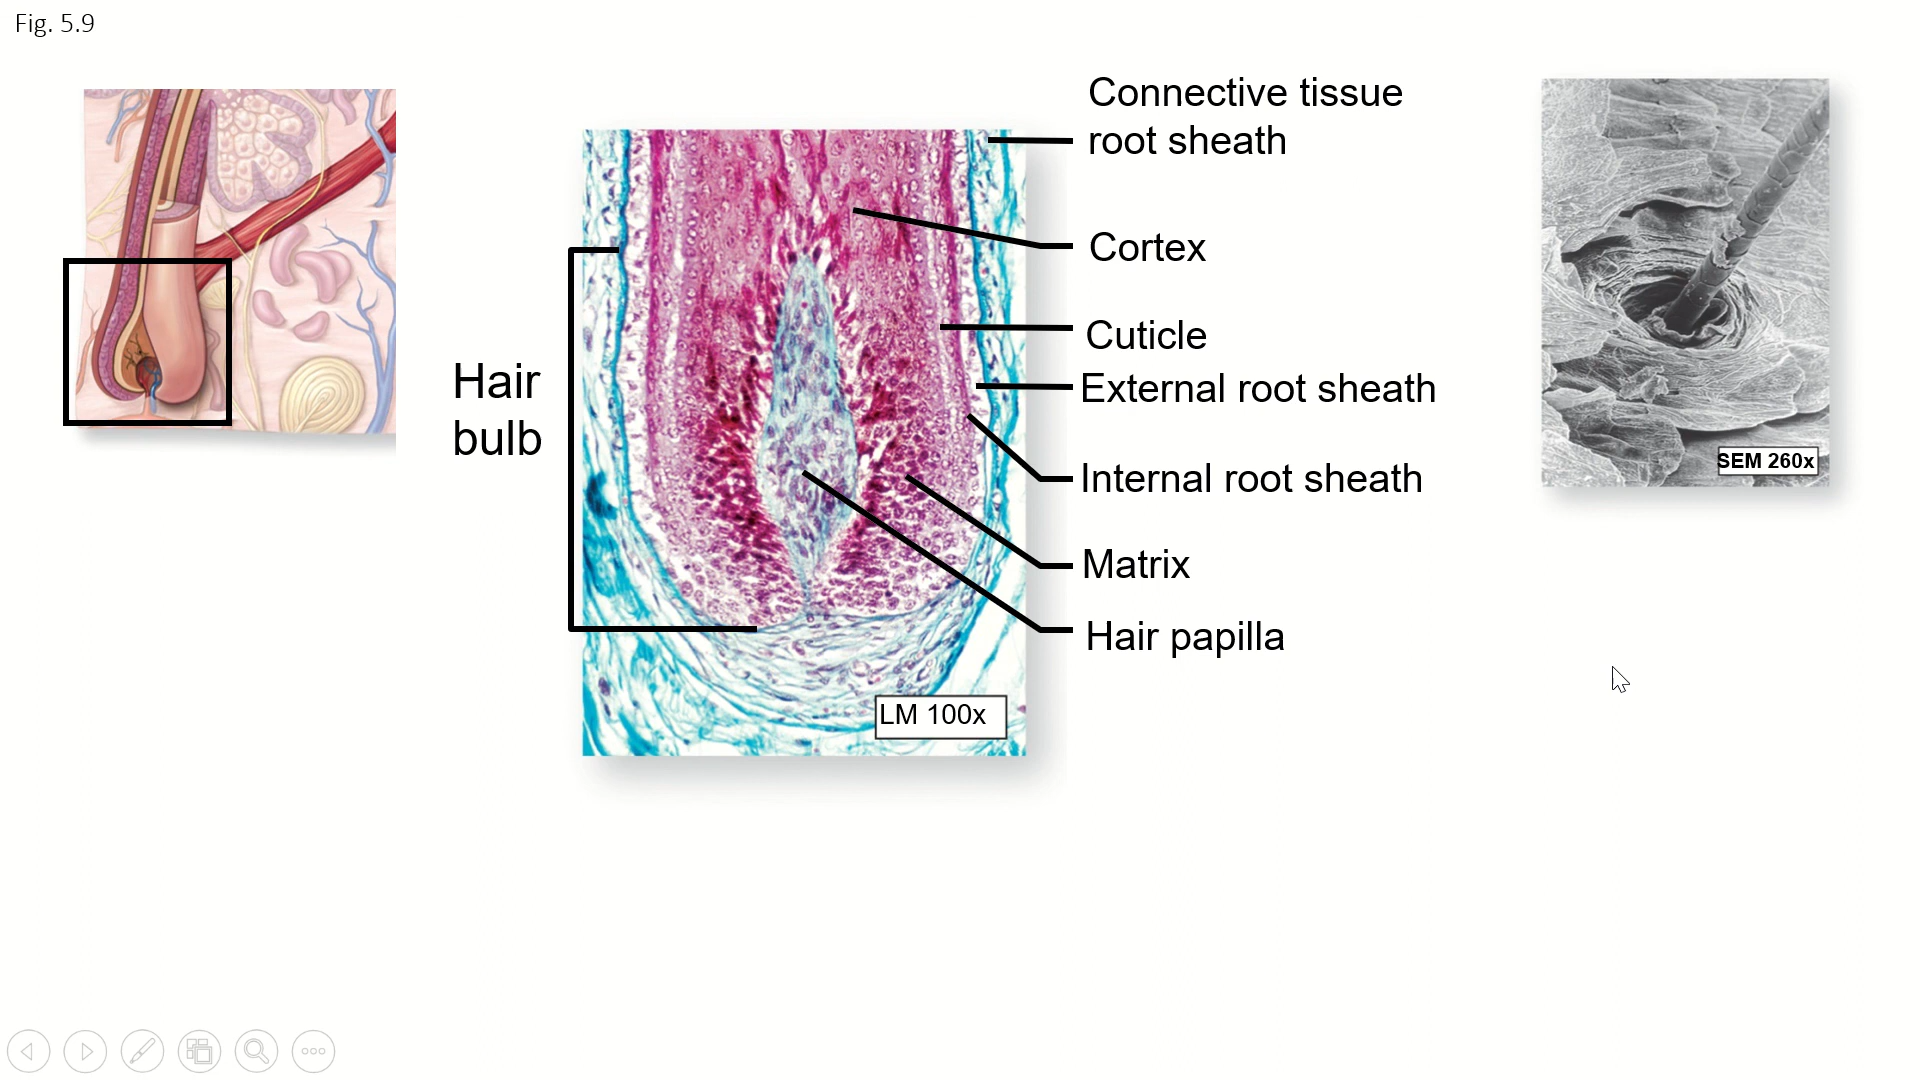 Fig. 5.9
Connective tissue
root sheath
Cortex
Cuticle
External root sheath
Hair
bulb
Internal root sheath
Matrix
Hair papilla
LM 100x
SEM 260x